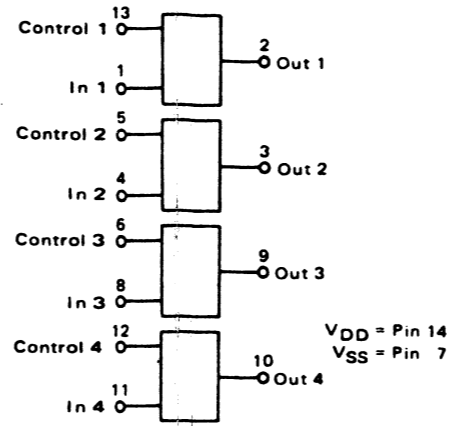 13
Control 1
2
Out 1
1
In 1
5
Control 2
3
Out 2
4
In 2
6
Control 3
9
Out 3
8
In 3
12
Control 4
VDD = Pin 14
VSS = Pin 7
10
Out 4
11
In 4